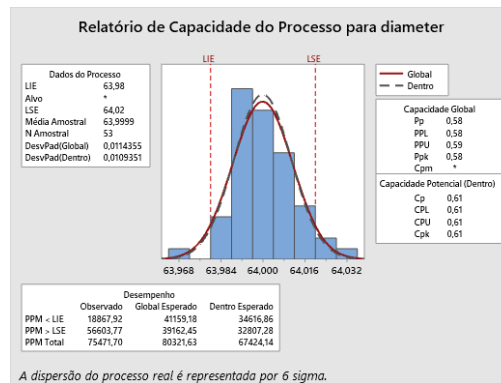 Relatório de Capacidade do Processo para diameter
LIE LSE
Dados do Processo
LIE 63,98
Alvo *
LSE 64,02
Média Amostral 63,9999
N Amostral 53
DesvPad(Global) 0,0114355
DesvPad(Dentro) 0,0109351
Global
Dentro
Capacidade Global
Pp 0,58
PPL 0,58
PPU 0,59
Ppk 0,58
Cpm *
Capacidade Potencial (Dentro)
Cp 0,61
CPL 0,61
CPU 0,61
Cpk 0,61
63,968 63,984 64,000 64,016 64,032
Desempenho
Observado Global Esperado Dentro Esperado
PPM < LIE 18867,92 41159,18 34616,86
PPM > LSE 56603,77 39162,45 32807,28
PPM Total 75471,70 80321,63 67424,14
A dispersão do processo real é representada por 6 sigma.